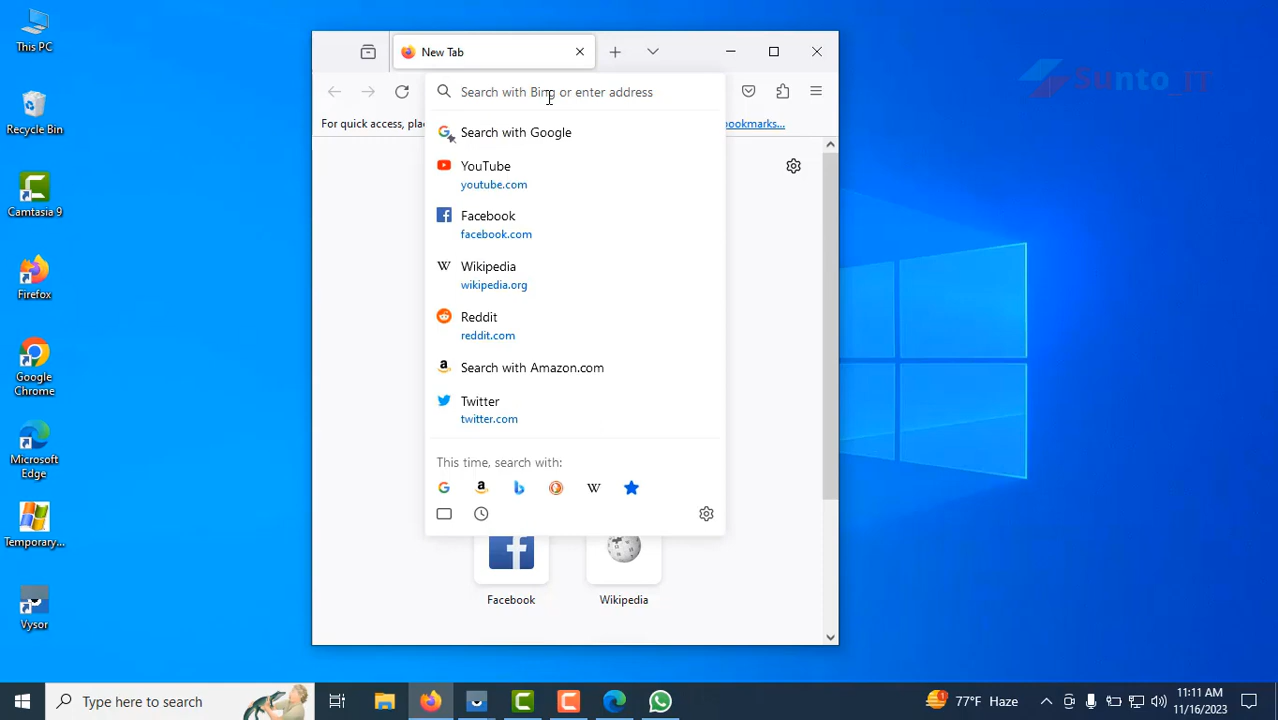 This PC
Recycle Bin
Camtasia 9
Firefox
Google
Chrome
Microsoft
Edge
Temporary...
Vysor
New Tab
Search with Bing or enter address
For quick access, plac
bookmarks...
Search with Google
YouTube
youtube.com
Facebook
facebook.com
Wikipedia
wikipedia.org
Reddit
reddit.com
Search with Amazon.com
Twitter
twitter.com
This time, search with:
Facebook
Wikipedia
Sunto_IT
Type here to search
77°F Haze
11:11 AM
11/16/2023